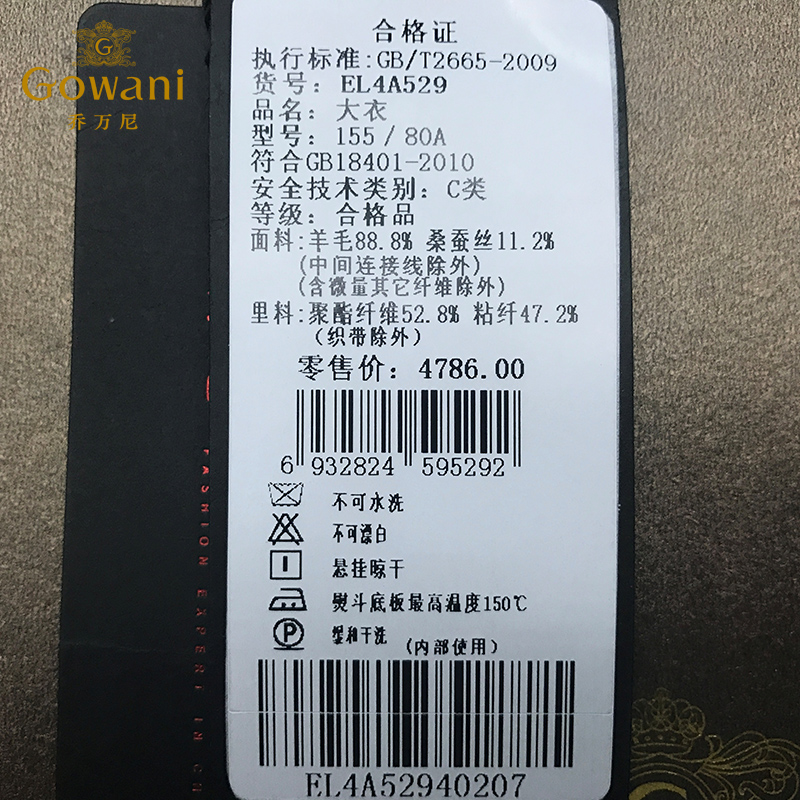 G
Gowani
乔万尼
合格证
执行标准:GB/T2665-2009
货号: EL4A529
品名: 大衣
型号: 155/80A
符合GB18401-2010
安全技术类别: C类
等级: 合格品
面料:羊毛88.8% 桑蚕丝11.2%
(中间连接线除外)
(含微量其它纤维除外)
里料:聚酯纤维52.8% 粘纤47.2%
(织带除外)
零售价: 4786.00
6 932824 595292
不可水洗
不可漂白
悬挂晾干
熨斗底板最高温度150℃
P
缓和干洗 (内部使用)
EL4A52940207
FASHION EXPERT IN